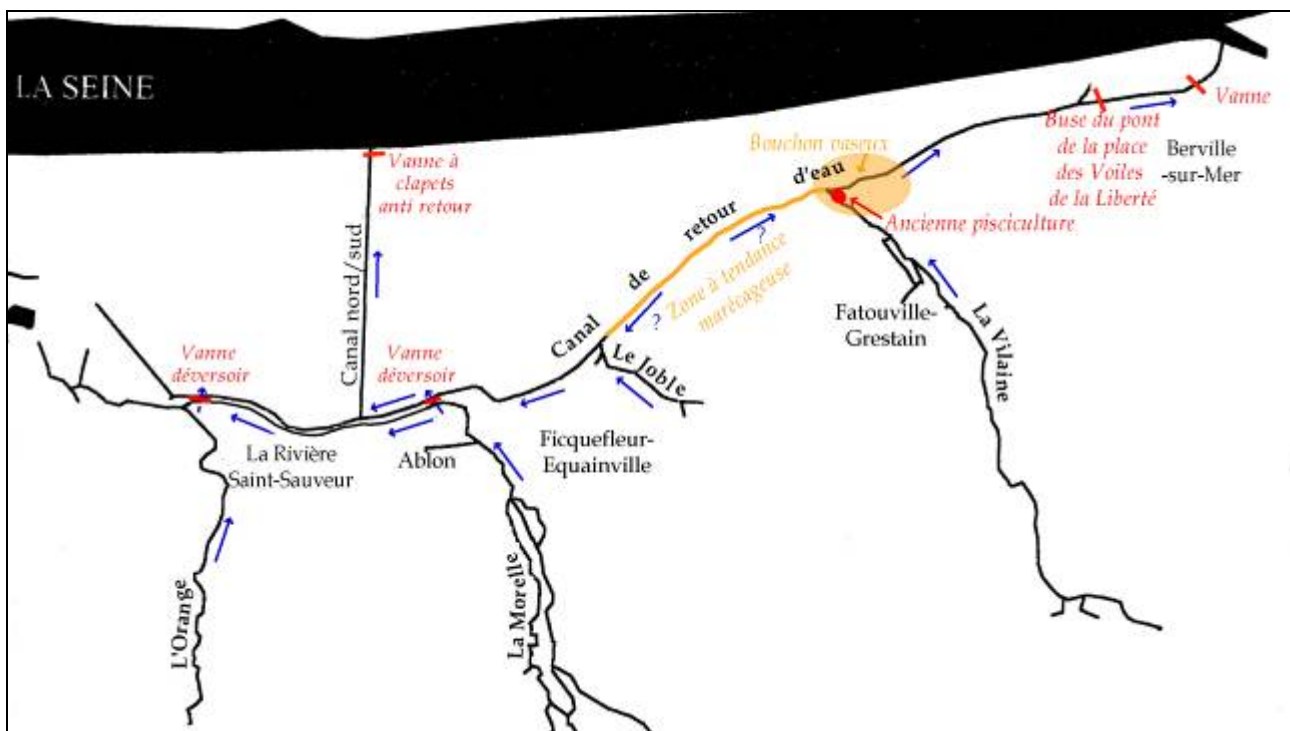 LA SEINE
Vanne à
clapets
anti retour
Canal nord/sud
Vanne
déversoir
Vanne
déversoir
La Rivière
Saint-Sauveur
Ablon
L'Orange
La Morelle
Ficquefleur-
Equainville
Le Joble
Canal de retour d'eau
?
?
Zone à tendance
marécageuse
Bouchon vaseux
Ancienne pisciculture
Fatouville-
Grestain
La Vilaine
Buse du pont
de la place
des Voiles
de la Liberté
Berville
-sur-Mer
Vanne